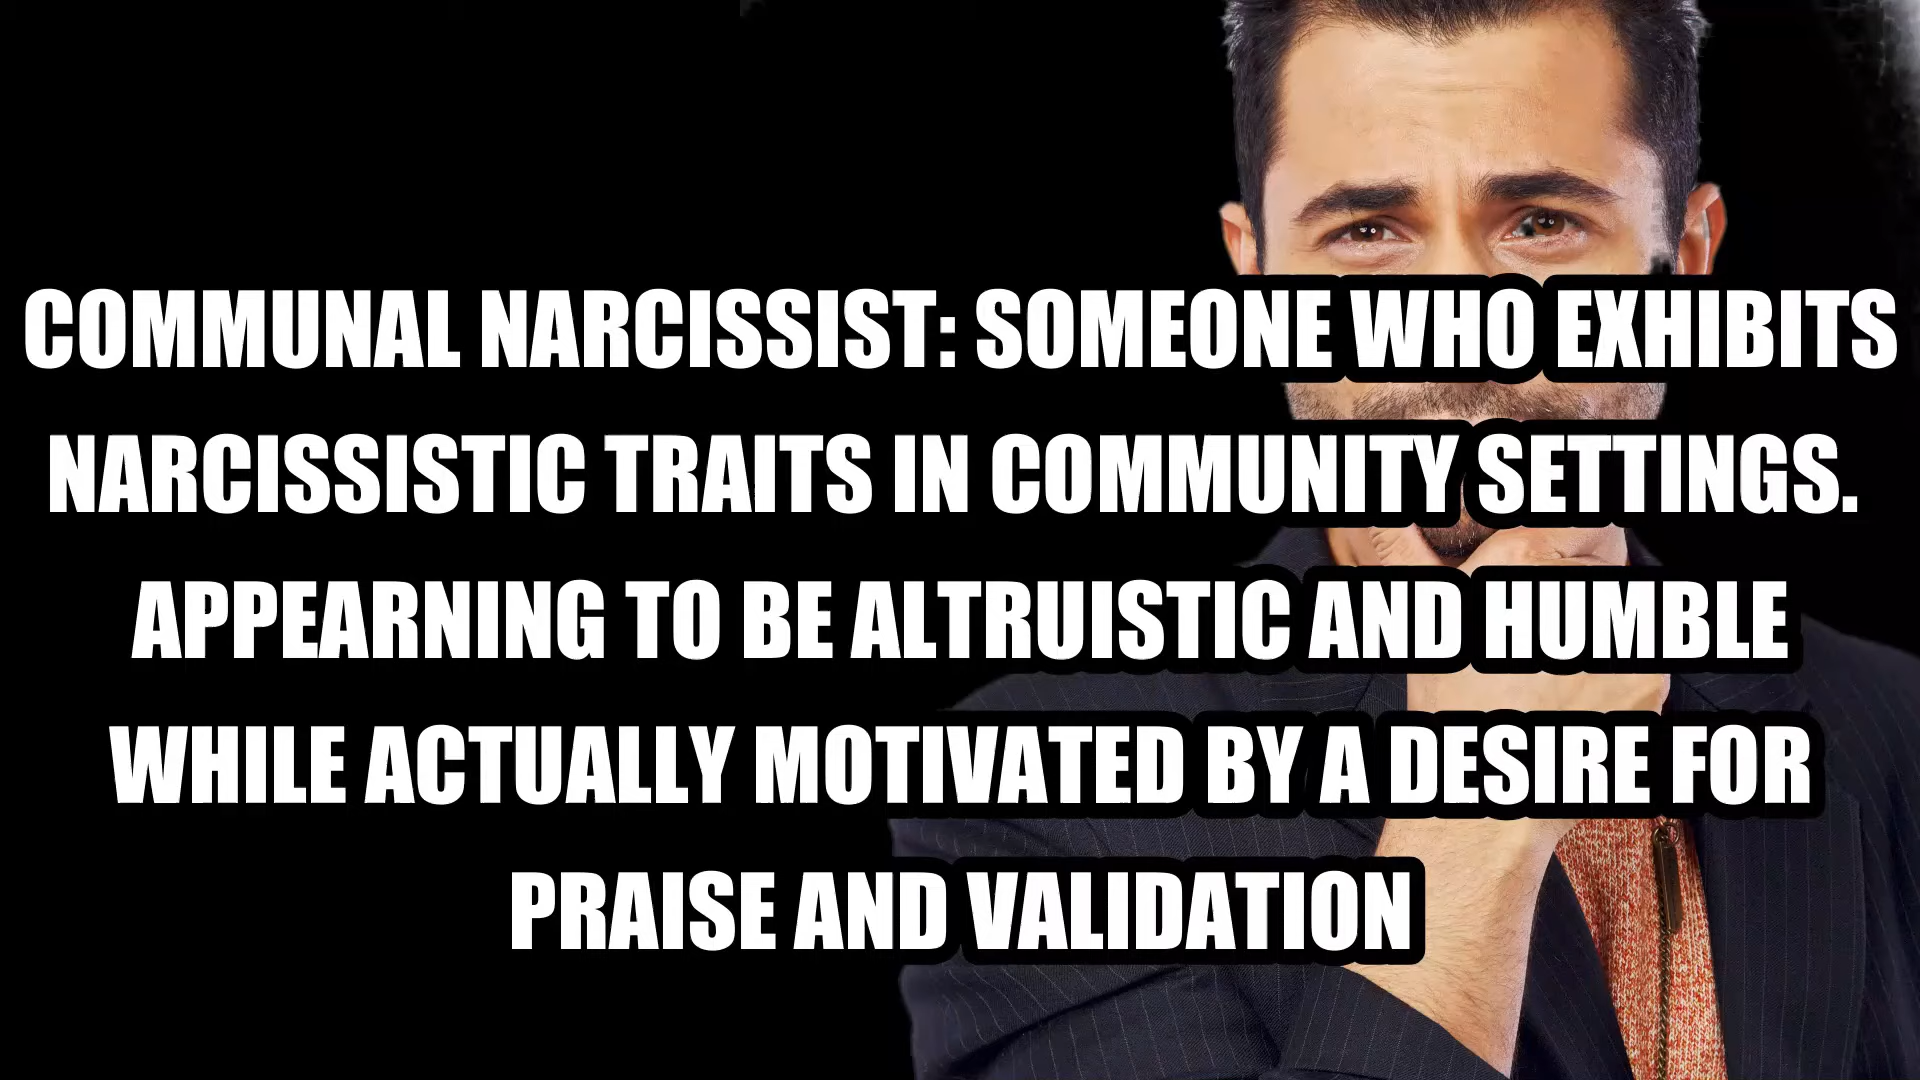 COMMUNAL NARCISSIST: SOMEONE WHO EXHIBITS
NARCISSISTIC TRAITS IN COMMUNITY SETTINGS.
APPEARNING TO BE ALTRUISTIC AND HUMBLE
WHILE ACTUALLY MOTIVATED BY A DESIRE FOR
PRAISE AND VALIDATION